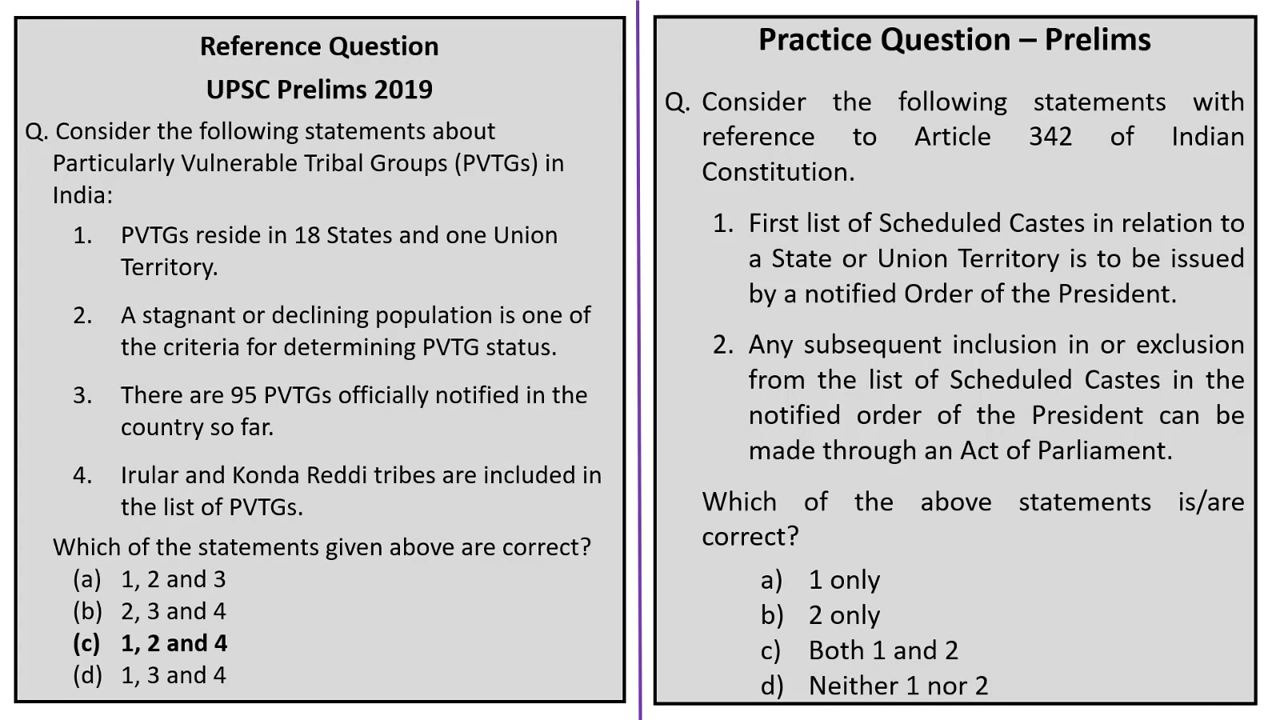 Reference Question
UPSC Prelims 2019
Q. Consider the following statements about
Particularly Vulnerable Tribal Groups (PVTGs) in
India:
1. PVTGs reside in 18 States and one Union
Territory.
2. A stagnant or declining population is one of
the criteria for determining PVTG status.
3. There are 95 PVTGs officially notified in the
country so far.
4. Irular and Konda Reddi tribes are included in
the list of PVTGs.
Which of the statements given above are correct?
(a) 1, 2 and 3
(b) 2, 3 and 4
(c) 1, 2 and 4
(d) 1, 3 and 4
Practice Question – Prelims
Q. Consider the following statements with
reference to Article 342 of Indian
Constitution.
1. First list of Scheduled Castes in relation to
a State or Union Territory is to be issued
by a notified Order of the President.
2. Any subsequent inclusion in or exclusion
from the list of Scheduled Castes in the
notified order of the President can be
made through an Act of Parliament.
Which of the above statements is/are
correct?
a) 1 only
b) 2 only
c) Both 1 and 2
d) Neither 1 nor 2